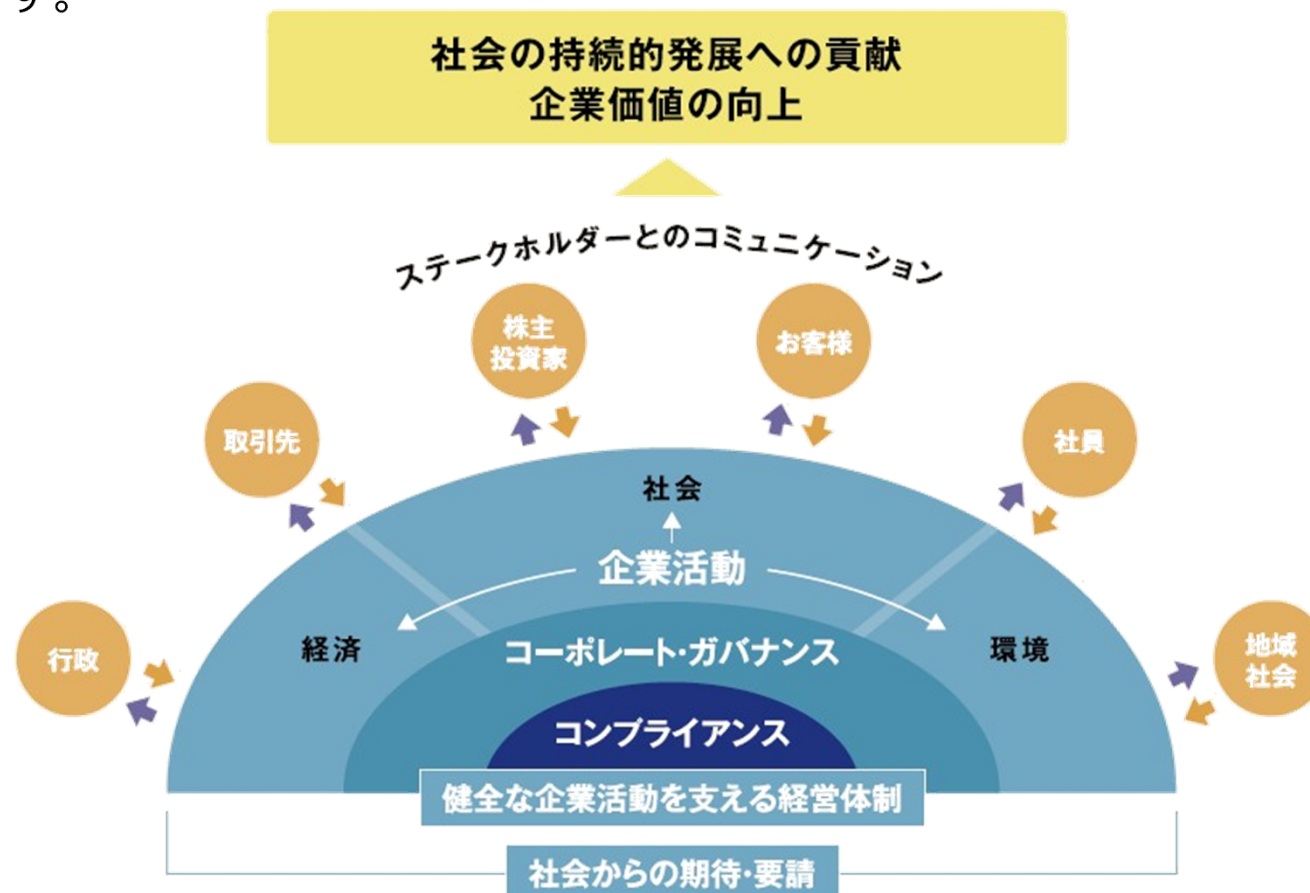 す。
社会の持続的発展への貢献
企業価値の向上
ステークホルダーとのコミュニケーション
株主
投資家
お客様
取引先
社員
行政
地域
社会
社会
企業活動
経済
環境
コーポレート・ガバナンス
コンブライアンス
健全な企業活動を支える経営体制
社会からの期待・要請